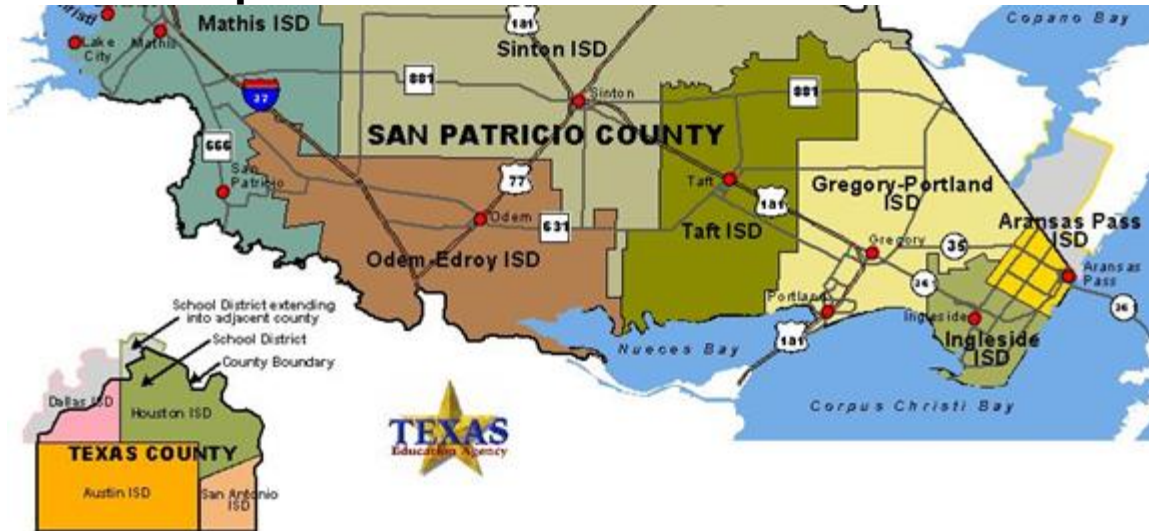 Mathis ISD
181
Copano Bay
Lake
City
Mathis
Sinton ISD
37
881
Sinton
881
SAN PATRICIO COUNTY
666
San
Patricio
77
Taft
181
Gregory-Portland
ISD
Odem
631
Taft ISD
Aransas Pass
ISD
Gregory
35
Odem-Edroy ISD
Aransas
Pass
361
361
Portland
Ingleside
181
Ingleside
ISD
Nueces Bay
Corpus Christi Bay
School District extending
into adjacent county
School District
County Boundary
Dallas ISD
Houston ISD
TEXAS COUNTY
Austin ISD
San Antonio
ISD
TEXAS
Education Agency